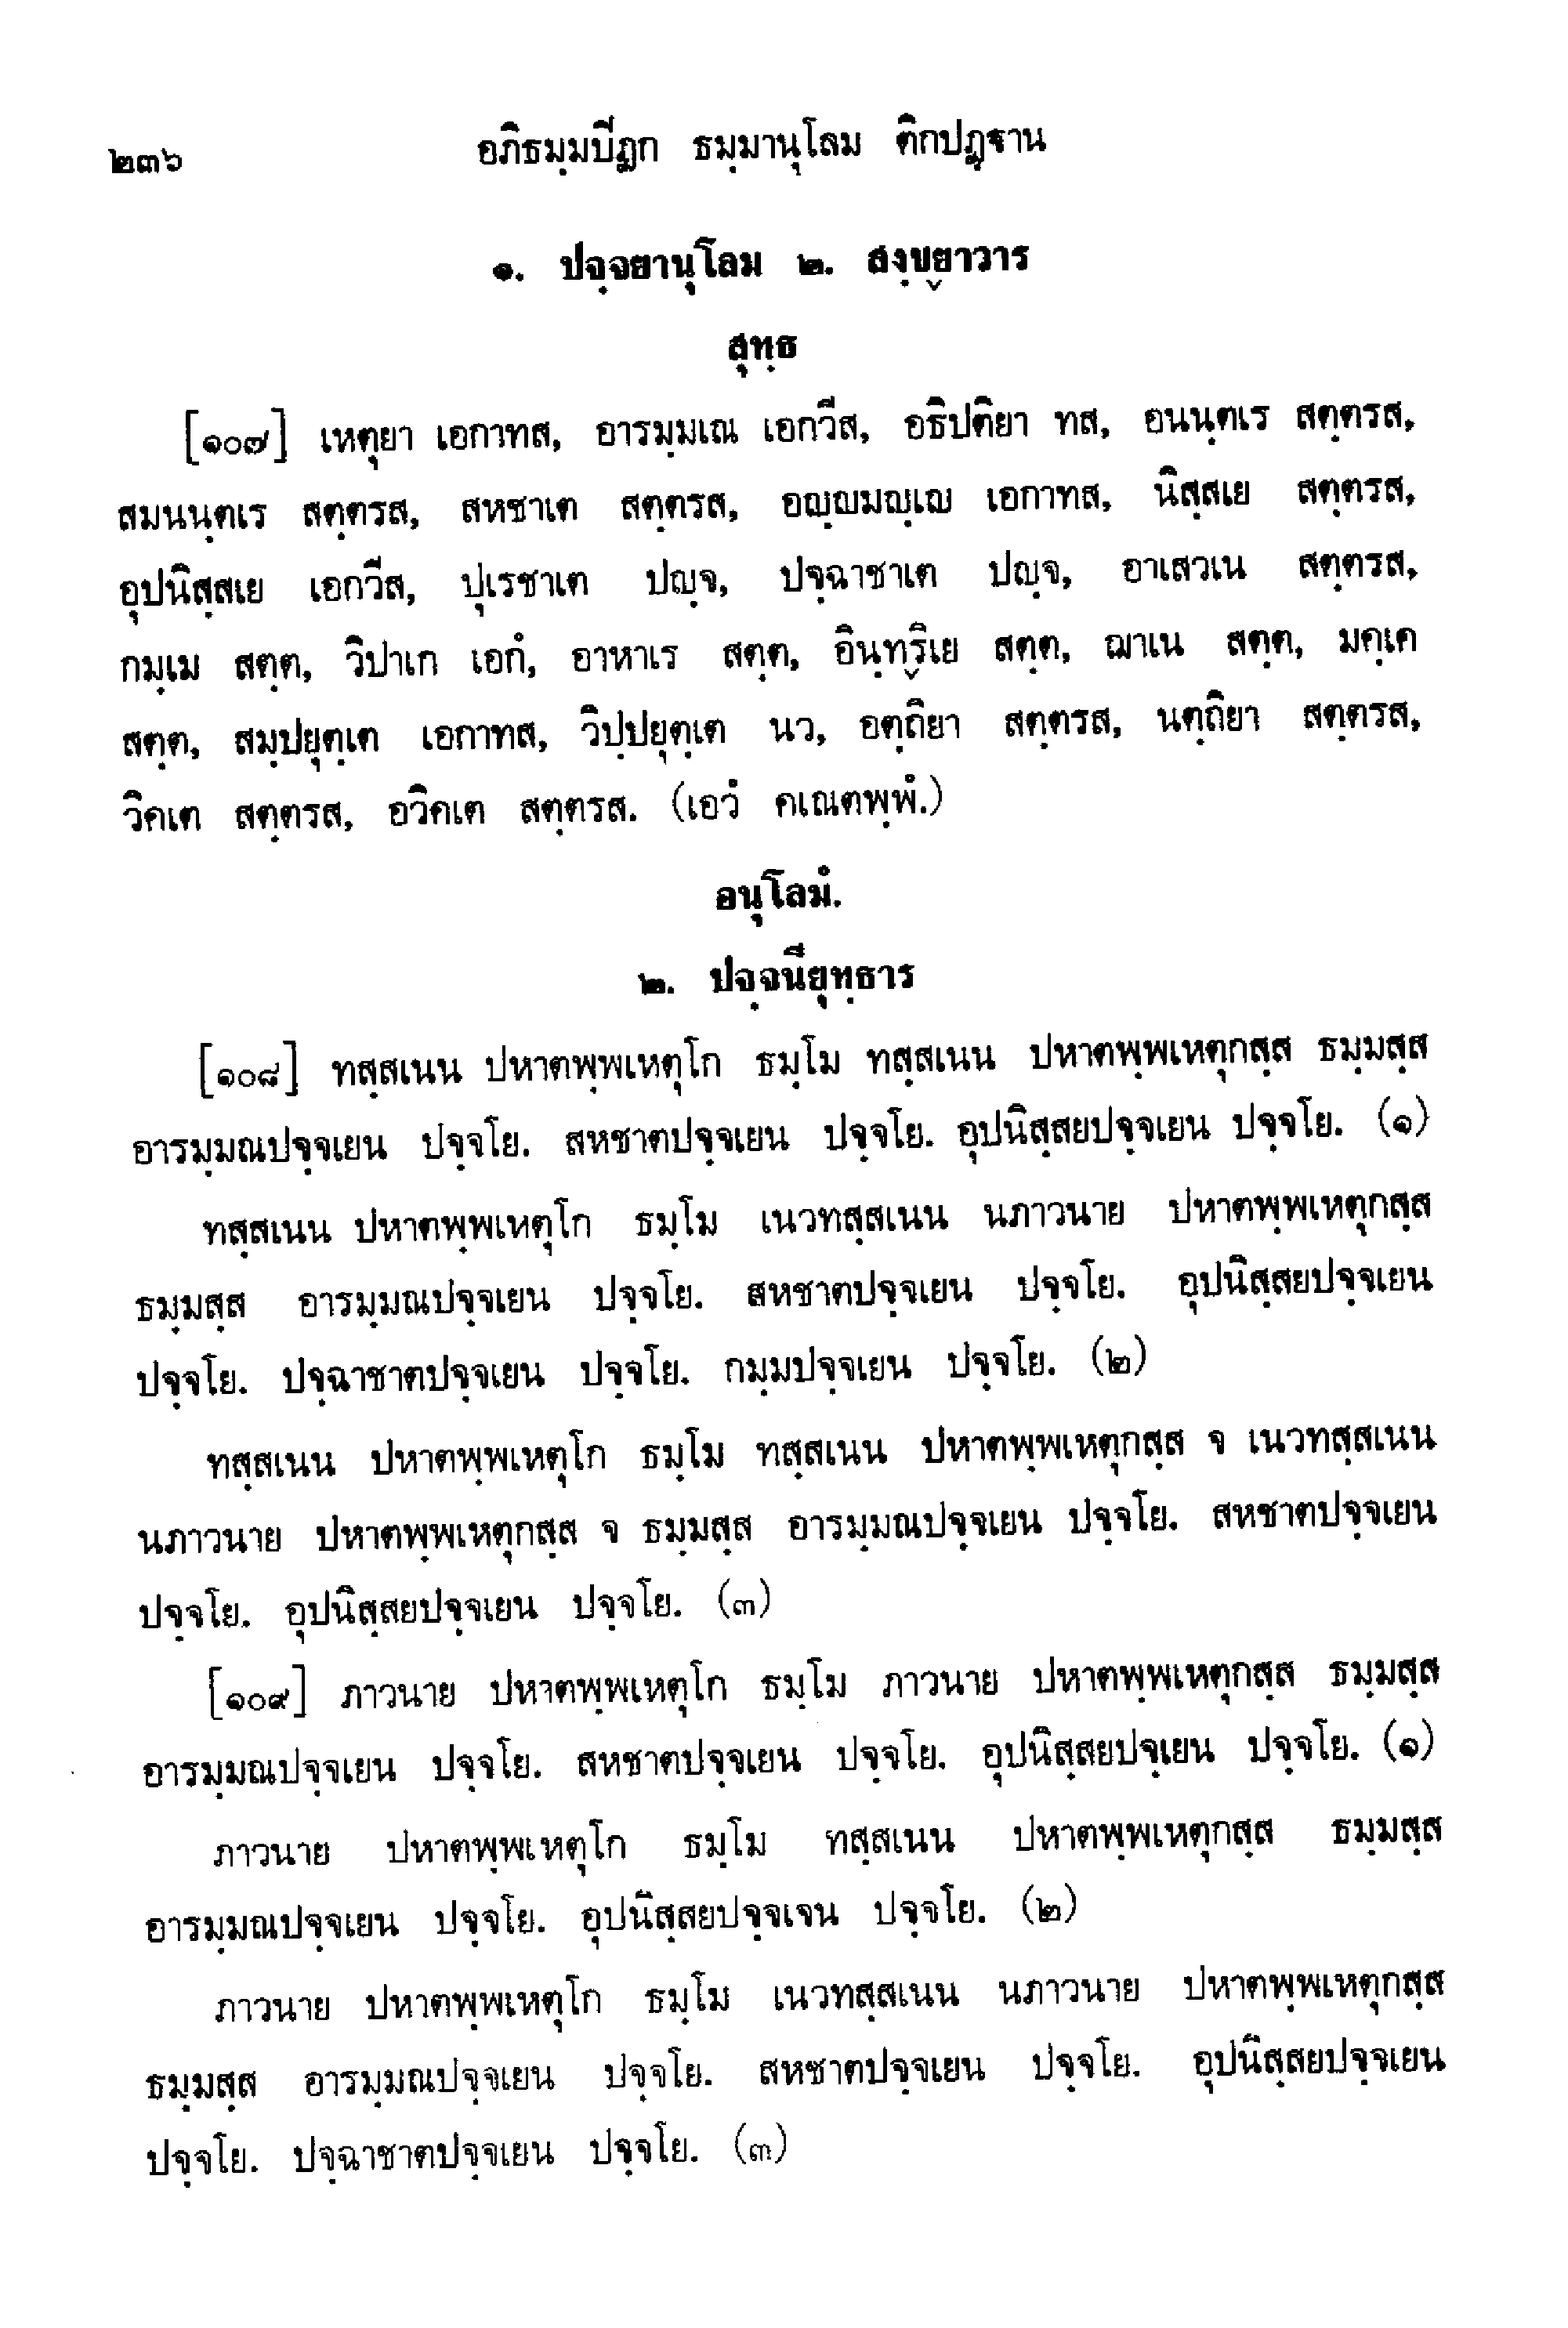 ๒๓๖ อภิธมฺมปิฏก ธมฺมานุโลม ติกปฏฺฐาน
๑. ปจฺจยานุโลม ๒. สงฺขฺยาวาร
สุทฺธ
[๑๐๗] เหตุยา เอกาทส, อารมฺมเณ เอกวีส, อธิปติยา ทส, อนนฺตเร สตฺตรส,
สมนนฺตเร สตฺตรส, สหชาเต สตฺตรส, อญฺญมญฺเญ เอกาทส, นิสฺสเย สตฺตรส,
อุปนิสฺสเย เอกวีส, ปุเรชาเต ปญฺจ, ปจฺฉาชาเต ปญฺจ, อาเสวเน สตฺตรส,
กมฺเม สตฺต, วิปาเก เอกํ, อาหาเร สตฺต, อินฺทฺริเย สตฺต, ฌาเน สตฺต, มคฺเค
สตฺต, สมฺปยุตฺเต เอกาทส, วิปฺปยุตฺเต นว, อตฺถิยา สตฺตรส, นตฺถิยา สตฺตรส,
วิคเต สตฺตรส, อวิคเต สตฺตรส. (เอวํ คเณตพฺพํ.)
อนุโลมํ.
๒. ปจฺจนียุทฺธาร
[๑๐๘] ทสฺสเนน ปหาตพฺพเหตุโก ธมฺโม ทสฺสเนน ปหาตพฺพเหตุกสฺส ธมฺมสฺส
อารมฺมณปจฺจเยน ปจฺจโย. สหชาตปจฺจเยน ปจฺจโย. อุปนิสฺสยปจฺจเยน ปจฺจโย. (๑)
ทสฺสเนน ปหาตพฺพเหตุโก ธมฺโม เนวทสฺสเนน นภาวนาย ปหาตพฺพเหตุกสฺส
ธมฺมสฺส อารมฺมณปจฺจเยน ปจฺจโย. สหชาตปจฺจเยน ปจฺจโย. อุปนิสฺสยปจฺจเยน
ปจฺจโย. ปจฺฉาชาตปจฺจเยน ปจฺจโย. กมฺมปจฺจเยน ปจฺจโย. (๒)
ทสฺสเนน ปหาตพฺพเหตุโก ธมฺโม ทสฺสเนน ปหาตพฺพเหตุกสฺส จ เนวทสฺสเนน
นภาวนาย ปหาตพฺพเหตุกสฺส จ ธมฺมสฺส อารมฺมณปจฺจเยน ปจฺจโย. สหชาตปจฺจเยน
ปจฺจโย. อุปนิสฺสยปจฺจเยน ปจฺจโย. (๓)
[๑๐๙] ภาวนาย ปหาตพฺพเหตุโก ธมฺโม ภาวนาย ปหาตพฺพเหตุกสฺส ธมฺมสฺส
อารมฺมณปจฺจเยน ปจฺจโย. สหชาตปจฺจเยน ปจฺจโย. อุปนิสฺสยปจฺเยน ปจฺจโย. (๑)
ภาวนาย ปหาตพฺพเหตุโก ธมฺโม ทสฺสเนน ปหาตพฺพเหตุกสฺส ธมฺมสฺส
อารมฺมณปจฺจเยน ปจฺจโย. อุปนิสฺสยปจฺจเจน ปจฺจโย. (๒)
ภาวนาย ปหาตพฺพเหตุโก ธมฺโม เนวทสฺสเนน นภาวนาย ปหาตพฺพเหตุกสฺส
ธมฺมสฺส อารมฺมณปจฺจเยน ปจฺจโย. สหชาตปจฺจเยน ปจฺจโย. อุปนิสฺสยปจฺจเยน
ปจฺจโย. ปจฺฉาชาตปจฺจเยน ปจฺจโย. (๓)